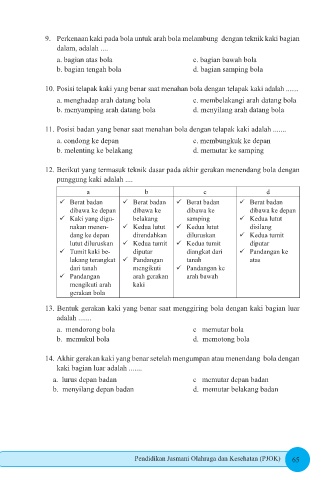 9. Perkenaan kaki pada bola untuk arah bola melambung dengan teknik kaki bagian
dalam, adalah ....
a. bagian atas bola c. bagian bawah bola
b. bagian tengah bola d. bagian samping bola
10. Posisi telapak kaki yang benar saat menahan bola dengan telapak kaki adalah .......
a. menghadap arah datang bola c. membelakangi arah datang bola
b. menyamping arah datang bola d. menyilang arah datang bola
11. Posisi badan yang benar saat menahan bola dengan telapak kaki adalah .......
a. condong ke depan c. membungkuk ke depan
b. melenting ke belakang d. memutar ke samping
12. Berikut yang termasuk teknik dasar pada akhir gerakan menendang bola dengan
punggung kaki adalah ....
a b c d
✓ Berat badan ✓ Berat badan ✓ Berat badan ✓ Berat badan
dibawa ke depan dibawa ke dibawa ke dibawa ke depan
✓ Kaki yang digu- belakang samping ✓ Kedua lutut
nakan menen- ✓ Kedua lutut ✓ Kedua lutut disilang
dang ke depan direndahkan diluruskan ✓ Kedua tumit
lutut diluruskan ✓ Kedua tumit ✓ Kedua tumit diputar
✓ Tumit kaki be- diputar diangkat dari ✓ Pandangan ke
lakang terangkat ✓ Pandangan tanah atas
dari tanah mengikuti ✓ Pandangan ke
✓ Pandangan arah gerakan arah bawah
mengikuti arah kaki
gerakan bola
13. Bentuk gerakan kaki yang benar saat menggiring bola dengan kaki bagian luar
adalah .......
a. mendorong bola c memutar bola
b. memukul bola d. memotong bola
14. Akhir gerakan kaki yang benar setelah mengumpan atau menendang bola dengan
kaki bagian luar adalah .......
a. lurus depan badan c memutar depan badan
b. menyilang depan badan d. memutar belakang badan
Pendidikan Jasmani Olahraga dan Kesehatan (PJOK) 65